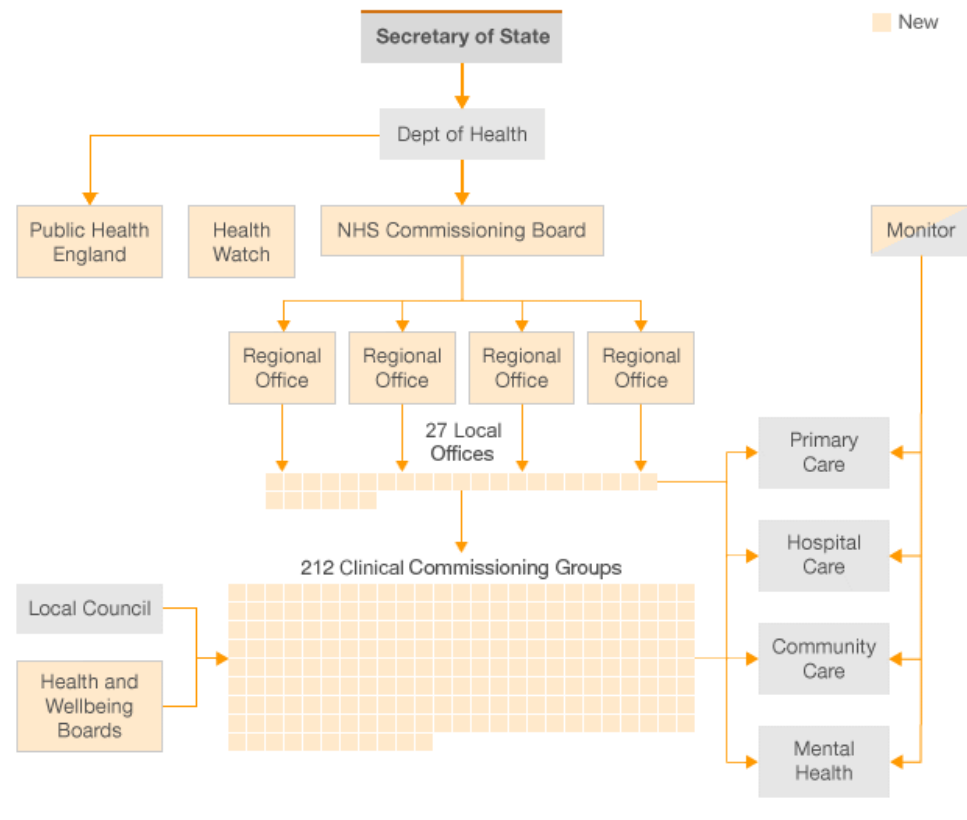 Secretary of State
New
Dept of Health
Public Health
England
Health
Watch
NHS Commissioning Board
Monitor
Regional
Office
Regional
Office
Regional
Office
Regional
Office
27 Local
Offices
Primary
Care
Hospital
Care
212 Clinical Commissioning Groups
Local Council
Community
Care
Health and
Wellbeing
Boards
Mental
Health